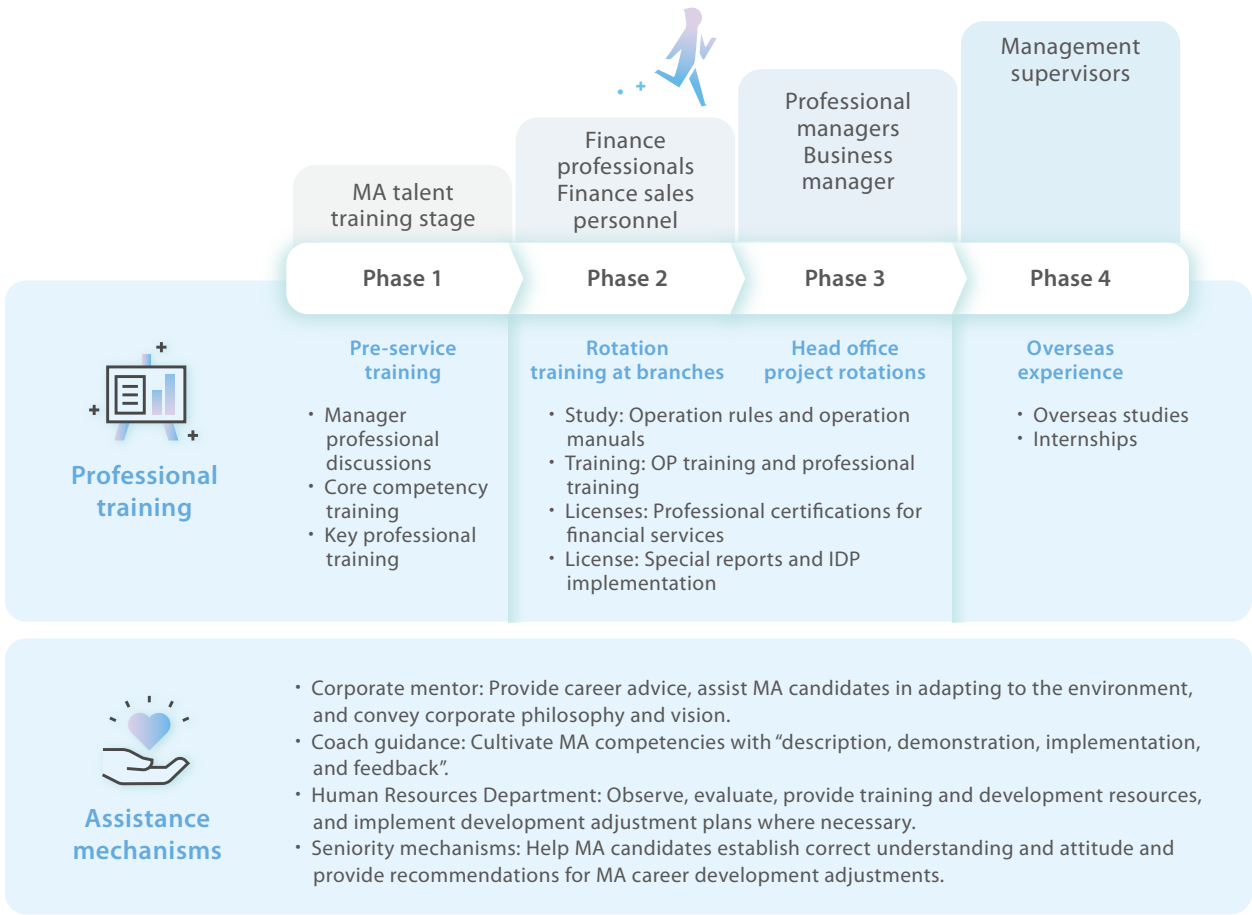 MA talent
training stage
Finance
professionals
Finance sales
personnel
Professional
managers
Business
manager
Management
supervisors
Phase 1
Phase 2
Phase 3
Phase 4
Professional
training
Pre-service
training
• Manager
professional
discussions
• Core competency
training
• Key professional
training
Rotation
training at branches
Head office
project rotations
• Study: Operation rules and operation
manuals
• Training: OP training and professional
training
• Licenses: Professional certifications for
financial services
• License: Special reports and IDP
implementation
Overseas
experience
• Overseas studies
• Internships
Assistance
mechanisms
• Corporate mentor: Provide career advice, assist MA candidates in adapting to the environment,
and convey corporate philosophy and vision.
• Coach guidance: Cultivate MA competencies with “description, demonstration, implementation,
and feedback”.
• Human Resources Department: Observe, evaluate, provide training and development resources,
and implement development adjustment plans where necessary.
• Seniority mechanisms: Help MA candidates establish correct understanding and attitude and
provide recommendations for MA career development adjustments.